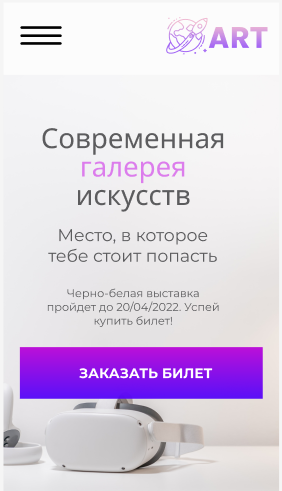 ART
Современная
галерея
искусств
Место, в которое
тебе стоит попасть
Черно-белая выставка
пройдет до 20/04/2022. Успей
купить билет!
ЗАКАЗАТЬ БИЛЕТ